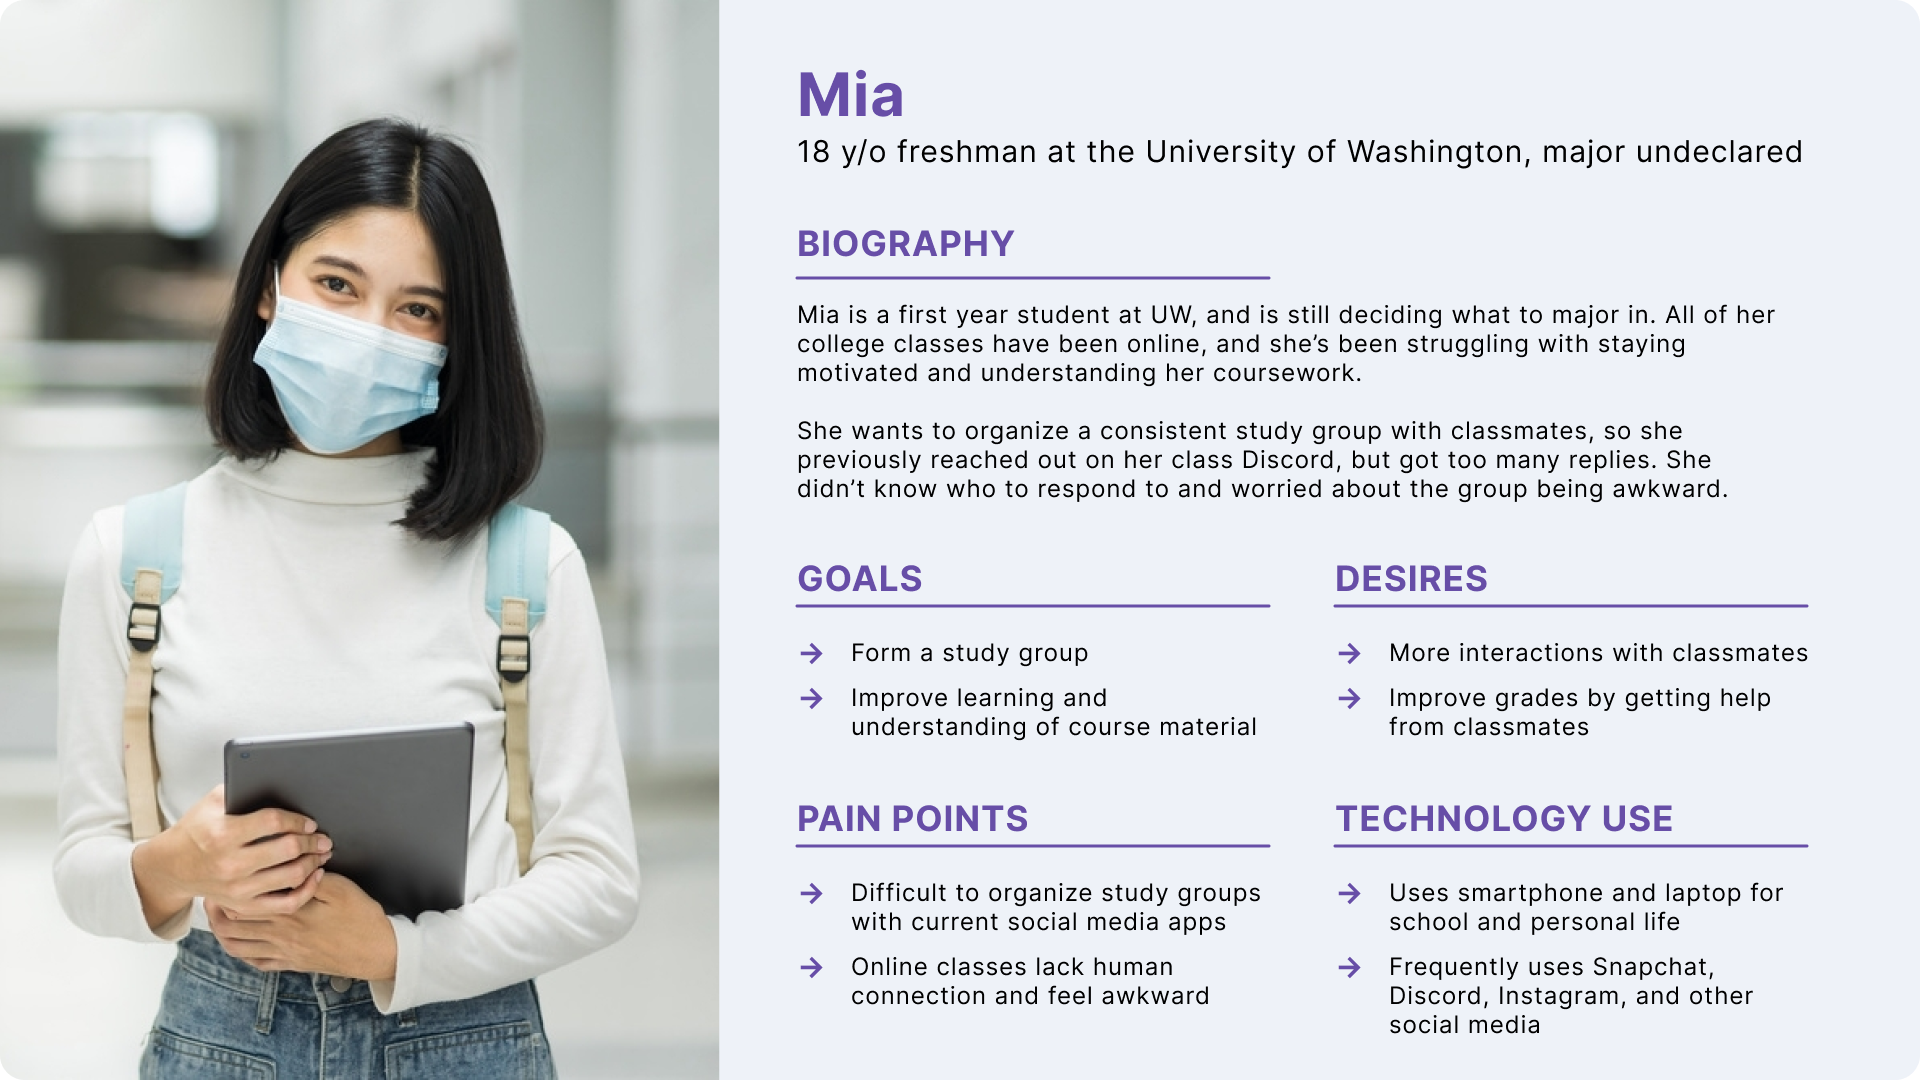 Mia
18 y/o freshman at the University of Washington, major undeclared
BIOGRAPHY
Mia is a first year student at UW, and is still deciding what to major in. All of her
college classes have been online, and she’s been struggling with staying
motivated and understanding her coursework.
She wants to organize a consistent study group with classmates, so she
previously reached out on her class Discord, but got too many replies. She
didn’t know who to respond to and worried about the group being awkward.
GOALS
→ Form a study group
→ Improve learning and
understanding of course material
DESIRES
→ More interactions with classmates
→ Improve grades by getting help
from classmates
PAIN POINTS
→ Difficult to organize study groups
with current social media apps
→ Online classes lack human
connection and feel awkward
TECHNOLOGY USE
→ Uses smartphone and laptop for
school and personal life
→ Frequently uses Snapchat,
Discord, Instagram, and other
social media